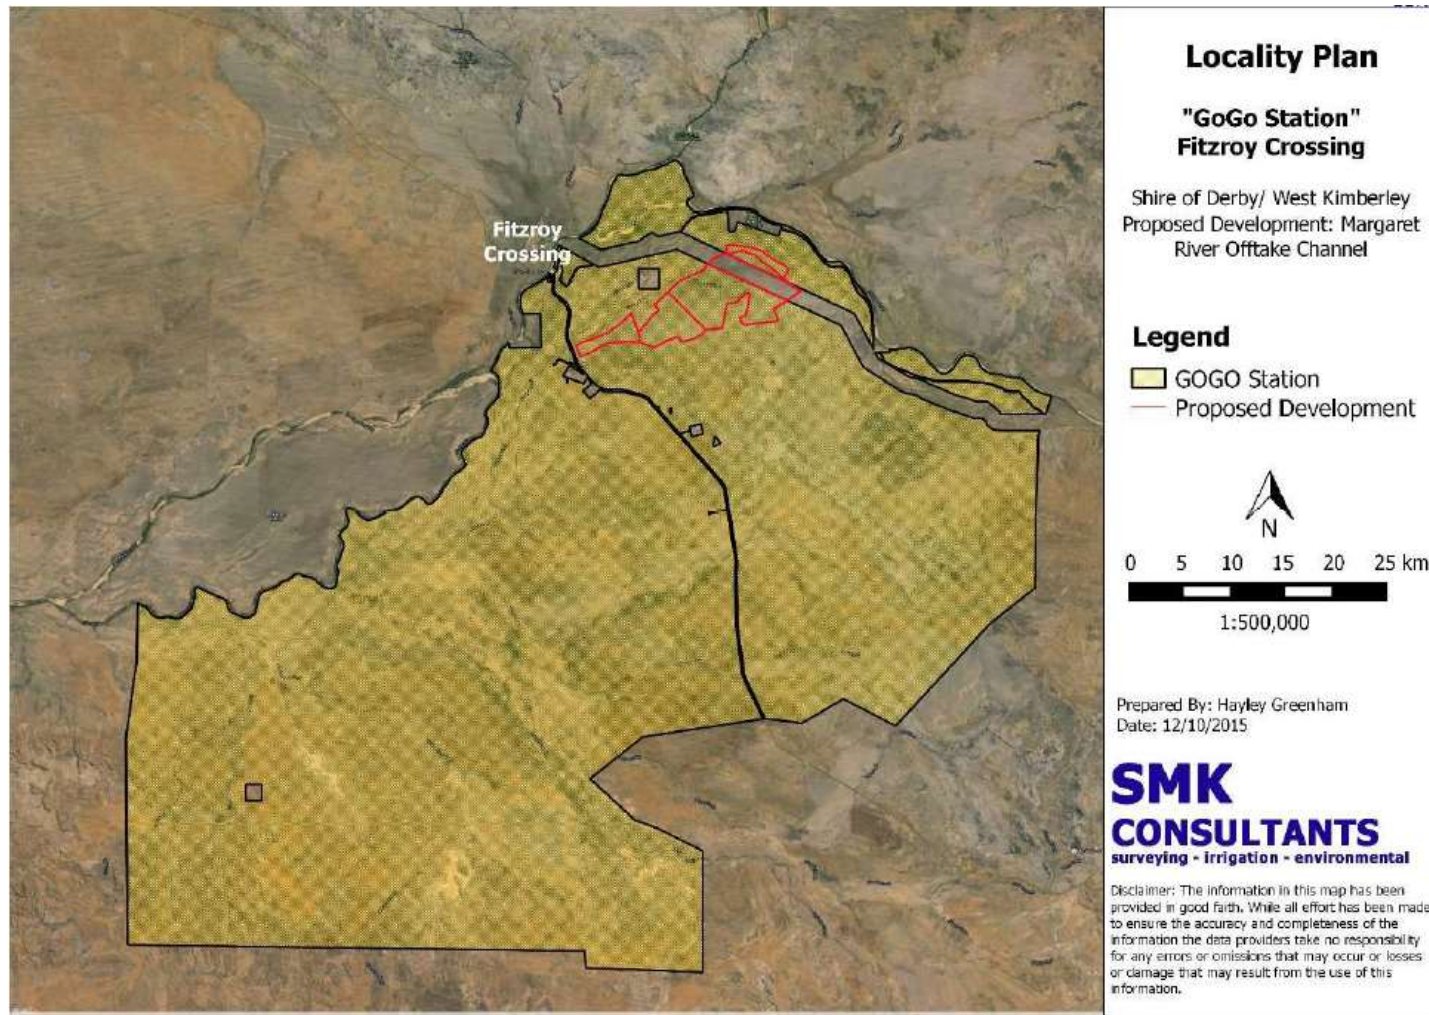 Locality Plan
"GoGo Station"
Fitzroy Crossing
Shire of Derby/ West Kimberley
Proposed Development: Margaret
River Offtake Channel
Legend
GOGO Station
Proposed Development
N
0 5 10 15 20 25 km
1:500,000
Prepared By: Hayley Greenham
Date: 12/10/2015
SMK
CONSULTANTS
surveying - irrigation - environmental
Disclaimer: The information in this map has been
provided in good faith. While all effort has been made
to ensure the accuracy and completeness of the
information the data providers take no responsibility
for any errors or omissions that may occur or losses
or damage that may result from the use of this
information.
Fitzroy
Crossing